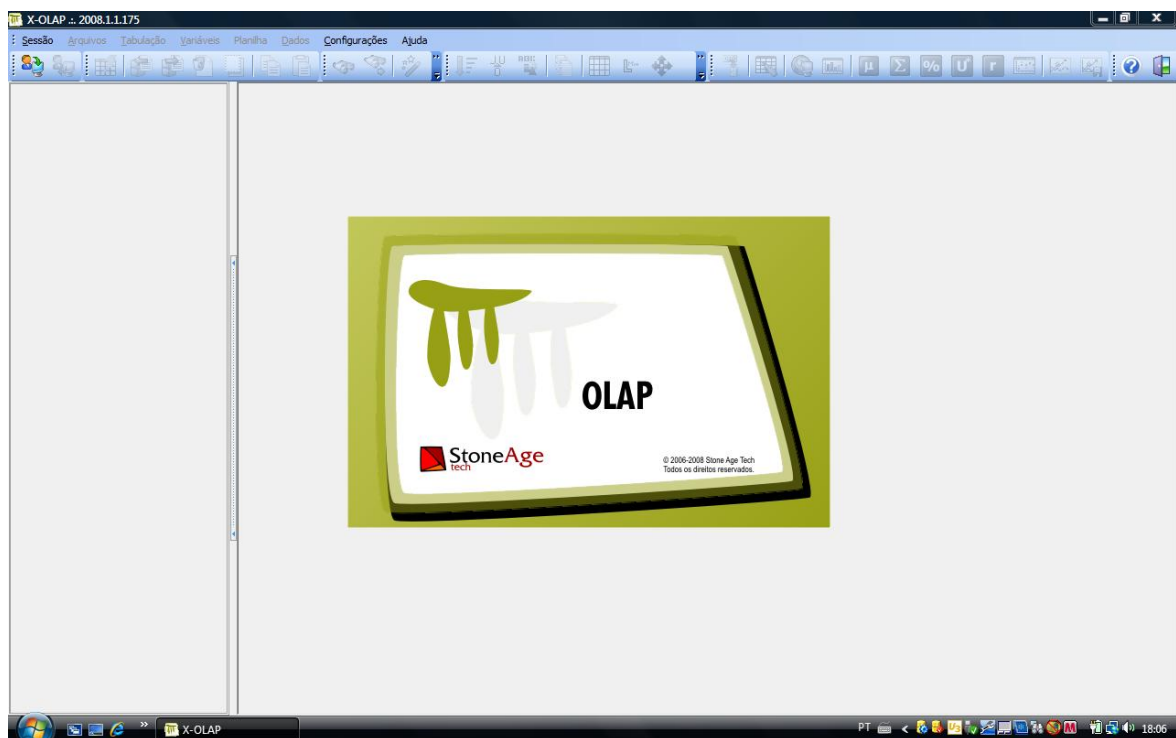 X-OLAP .:. 2008.1.1.175
Sessão Arquivos Tabulação Variáveis Planilha Dados Configurações Ajuda
µ Σ % U r
OLAP
StoneAge
tech
© 2006-2008 Stone Age Tech
Todos os direitos reservados.
X-OLAP
PT
18:06